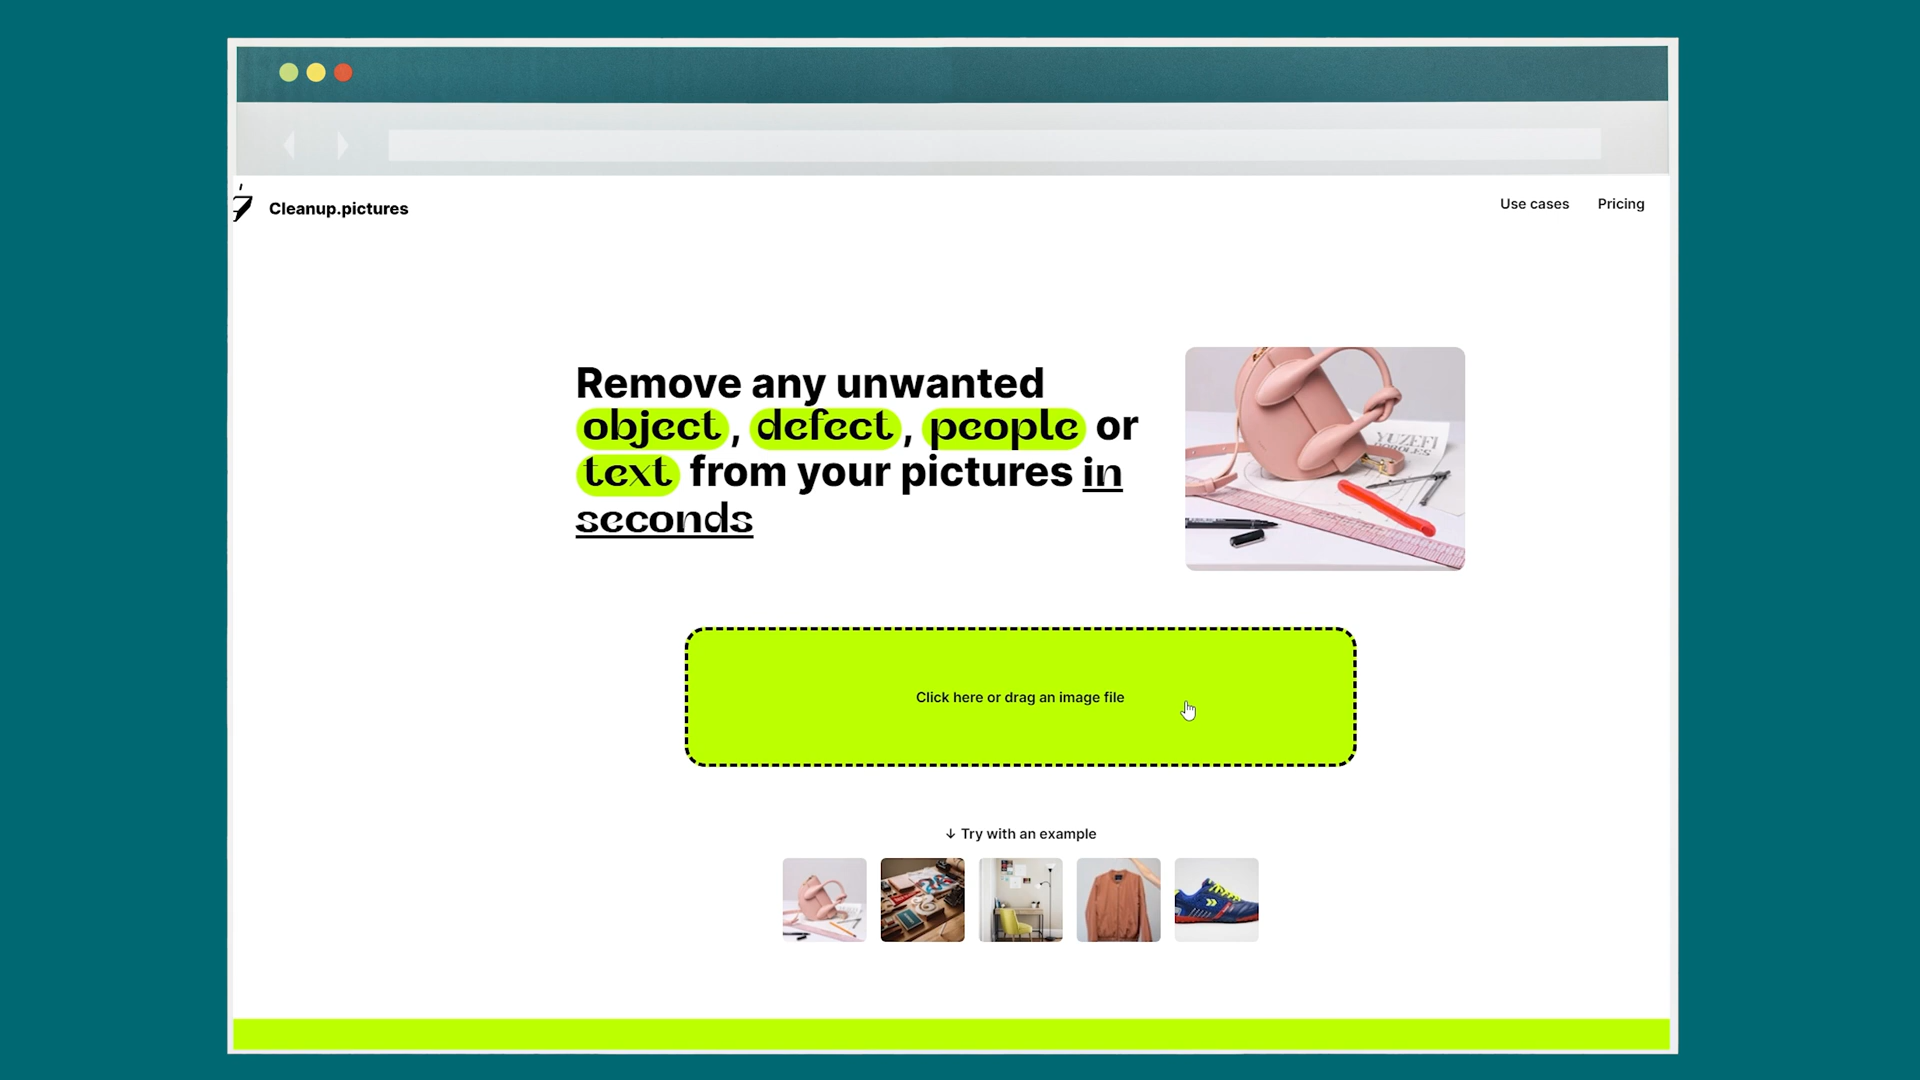 Cleanup.pictures
Use cases
Pricing
Remove any unwanted
object, defect, people or
text from your pictures in
seconds
YUZEFI
Click here or drag an image file
↓ Try with an example